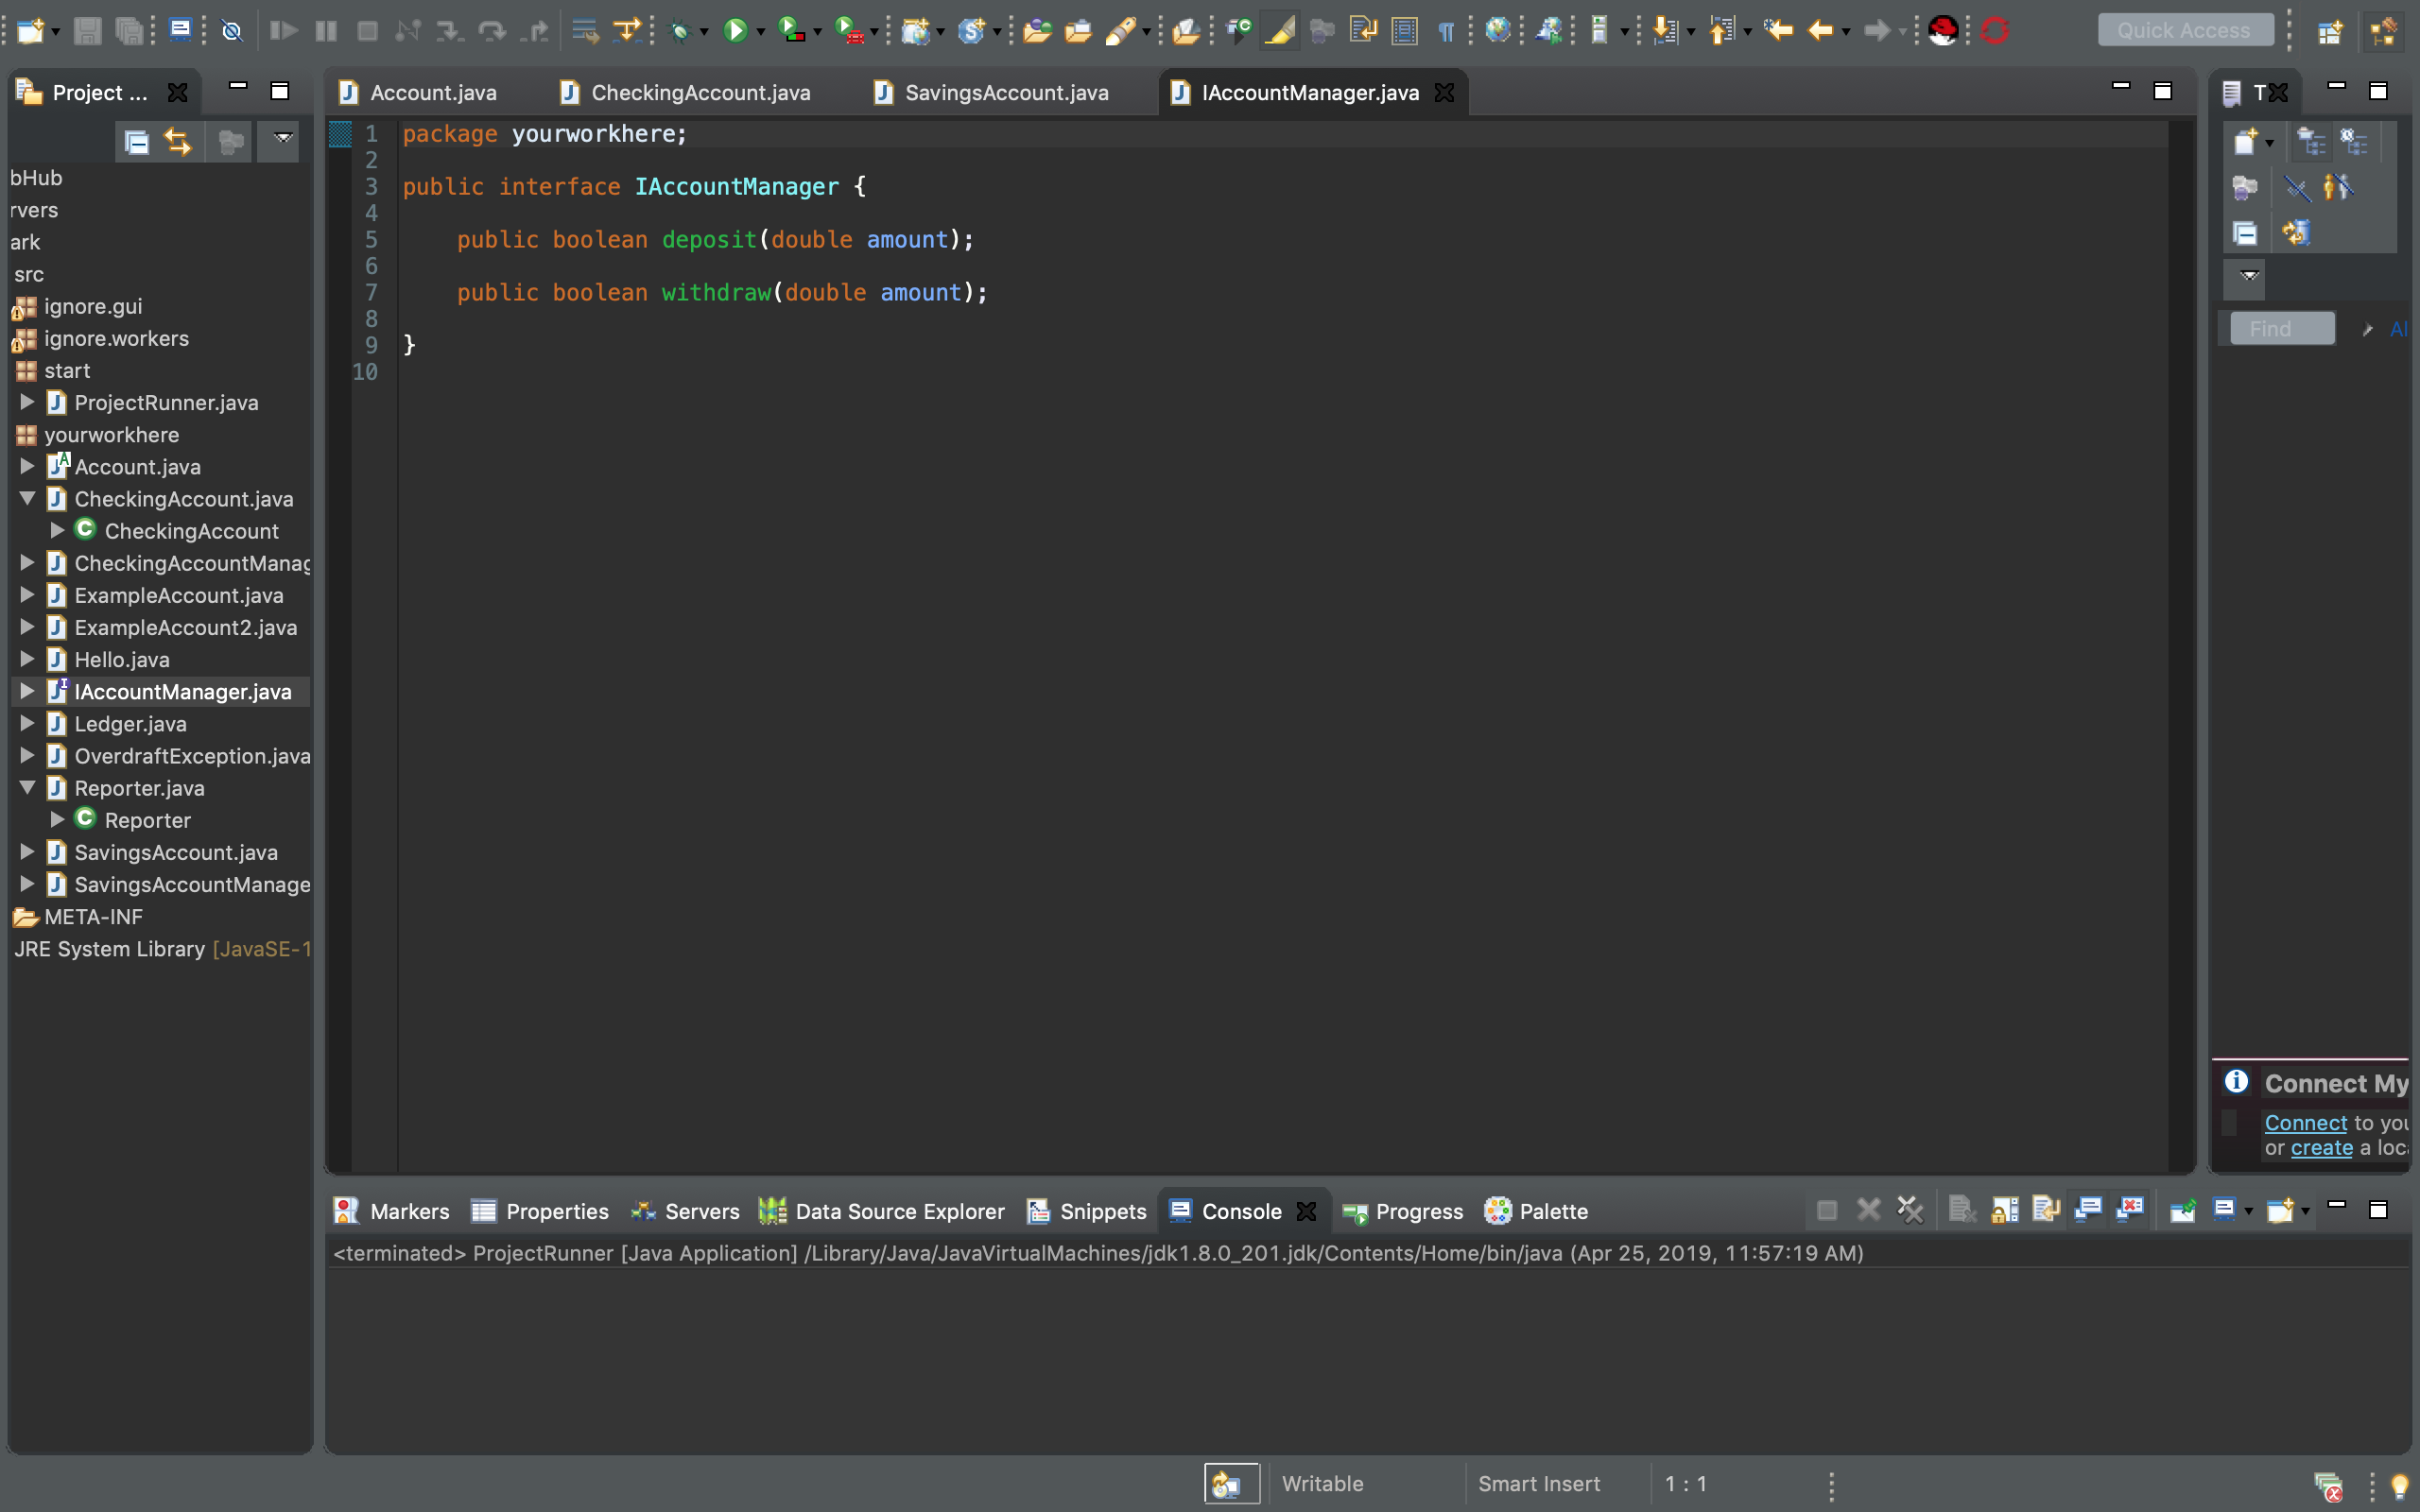 Quick Access
Project ...
Account.java
CheckingAccount.java
SavingsAccount.java
IAccountManager.java
T
bHub
rvers
ark
src
ignore.gui
ignore.workers
start
ProjectRunner.java
yourworkhere
Account.java
CheckingAccount.java
CheckingAccount
CheckingAccountManag
ExampleAccount.java
ExampleAccount2.java
Hello.java
IAccountManager.java
Ledger.java
OverdraftException.java
Reporter.java
Reporter
SavingsAccount.java
SavingsAccountManage
META-INF
JRE System Library [JavaSE-1
1 package yourworkhere;
2
3 public interface IAccountManager {
4
5 public boolean deposit(double amount);
6
7 public boolean withdraw(double amount);
8
9 }
10
Find
Al
Connect My
Connect to you
or create a loc
Markers
Properties
Servers
Data Source Explorer
Snippets
Console
Progress
Palette
<terminated> ProjectRunner [Java Application] /Library/Java/JavaVirtualMachines/jdk1.8.0_201.jdk/Contents/Home/bin/java (Apr 25, 2019, 11:57:19 AM)
Writable
Smart Insert
1 : 1